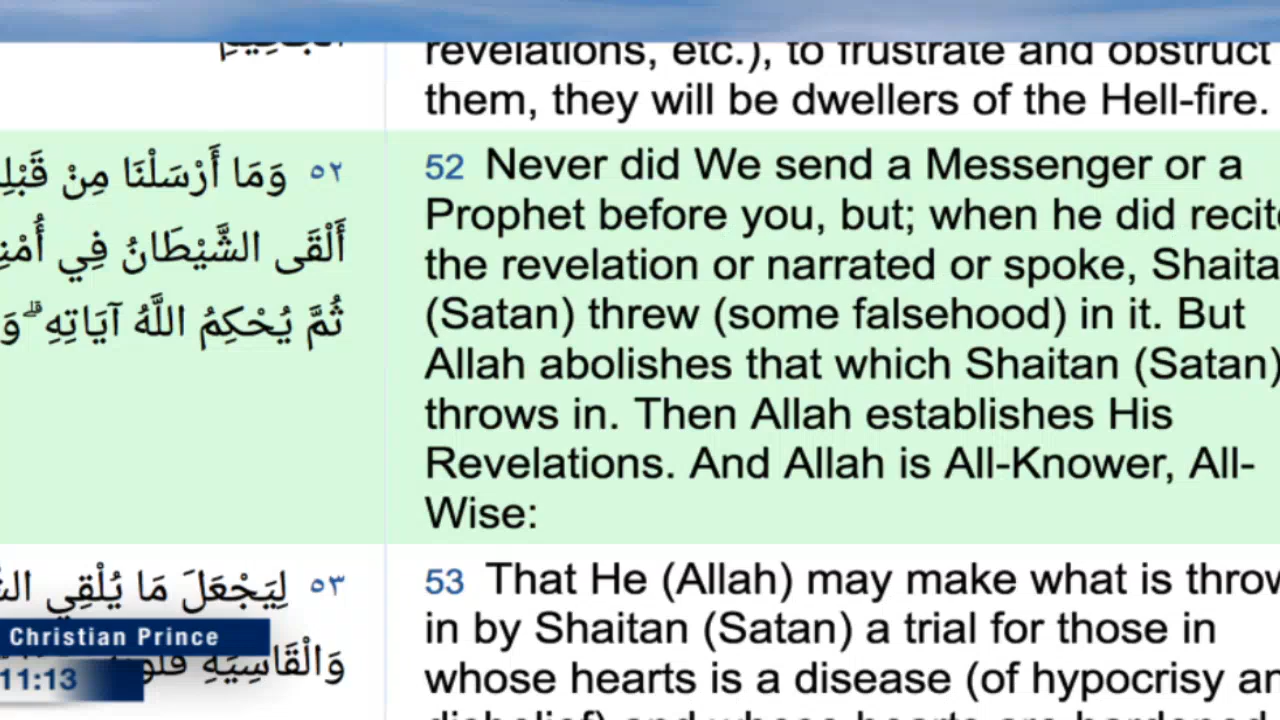 revelations, etc.), to frustrate and obstruct
them, they will be dwellers of the Hell-fire.
٥٢ وَمَا أَرْسَلْنَا مِنْ
أَلْقَى الشَّيْطَانُ فِي
ثُمَّ يُحْكِمُ اللَّهُ آيَاتِهِ ۗ
52 Never did We send a Messenger or a
Prophet before you, but; when he did
the revelation or narrated or spoke,
(Satan) threw (some falsehood) in it. But
Allah abolishes that which Shaitan (Satan)
throws in. Then Allah establishes His
Revelations. And Allah is All-Knower, All-
Wise:
٥٣ لِيَجْعَلَ مَا يُلْقِي
وَالْقَاسِيَةِ
53 That He (Allah) may make what is
in by Shaitan (Satan) a trial for those in
whose hearts is a disease (of hypocrisy
Christian Prince
11:13